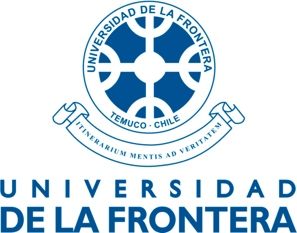 UNIVERSIDAD DE LA FRONTERA
TEMUCO - CHILE
ITINERARIUM MENTIS AD VERITATEM
UNIVERSIDAD
DE LA FRONTERA